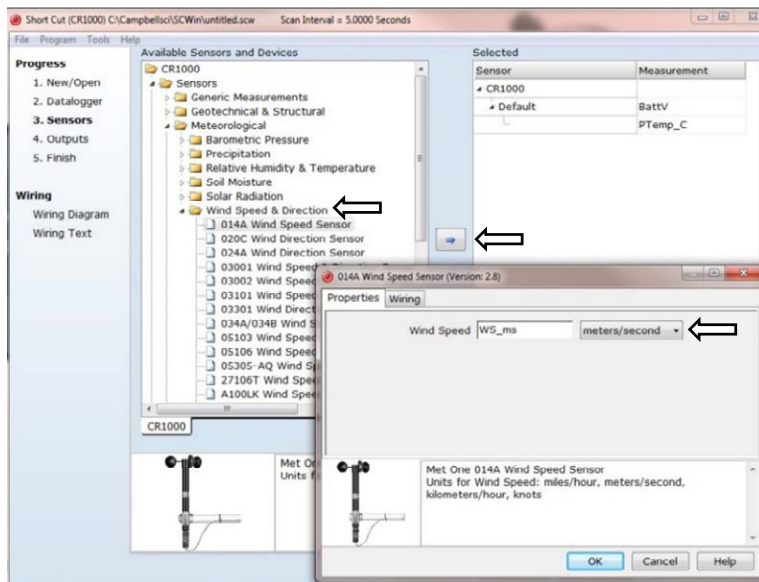 Short Cut (CR1000) C:\Campbellsci\SCWin\untitled.scw Scan Interval = 5.0000 Seconds
File Program Tools Help
Progress
1. New/Open
2. Datalogger
3. Sensors
4. Outputs
5. Finish
Wiring
Wiring Diagram
Wiring Text
Available Sensors and Devices
CR1000
Sensors
Generic Measurements
Geotechnical & Structural
Meteorological
Barometric Pressure
Precipitation
Relative Humidity & Temperature
Soil Moisture
Solar Radiation
Wind Speed & Direction
014A Wind Speed Sensor
020C Wind Direction Sensor
024A Wind Direction Sensor
03001 Wind Speed
03002 Wind Speed
03101 Wind Speed
03301 Wind Direct
034A/034B Wind S
05103 Wind Speed
05106 Wind Speed
05305-AQ Wind Sp
27106T Wind Spee
A100LK Wind Spee
CR1000
Met On
Units f
Selected
Sensor Measurement
CR1000
Default BattV
PTemp_C
014A Wind Speed Sensor (Version: 2.8)
Properties Wiring
Wind Speed WS_ms meters/second
Met One 014A Wind Speed Sensor
Units for Wind Speed: miles/hour, meters/second,
kilometers/hour, knots
OK Cancel Help